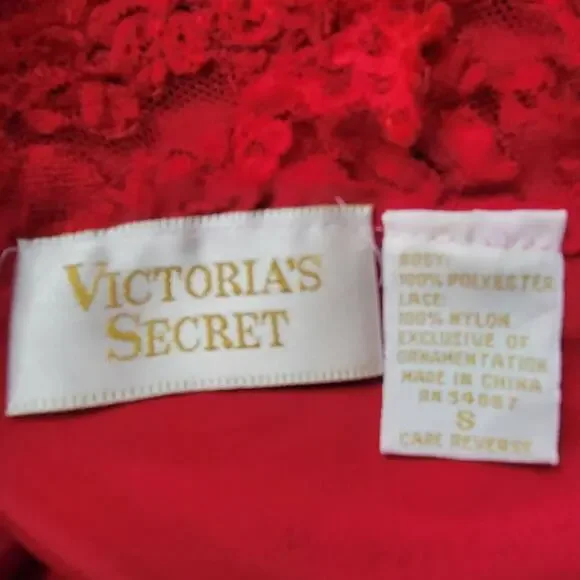 VICTORIA'S
SECRET
BODY:
100% POLYESTER
LACE:
100% NYLON
EXCLUSIVE OF
ORNAMENTATION
MADE IN CHINA
RN 54867
S
CARE REVERSE